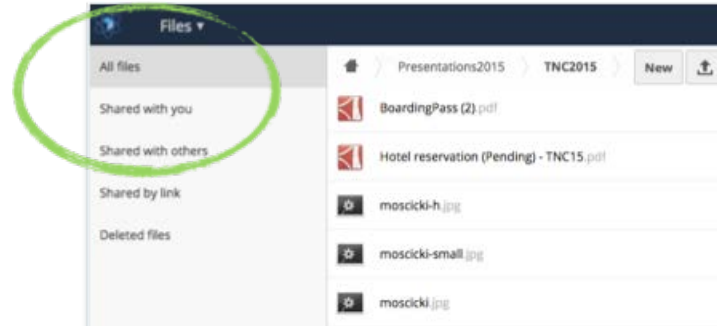 Files ▾
All files
Shared with you
Shared with others
Shared by link
Deleted files
Presentations2015 TNC2015 New
BoardingPass (2).pdf
Hotel reservation (Pending) - TNC15.pdf
moscicki-h.jpg
moscicki-small.jpg
moscicki.jpg